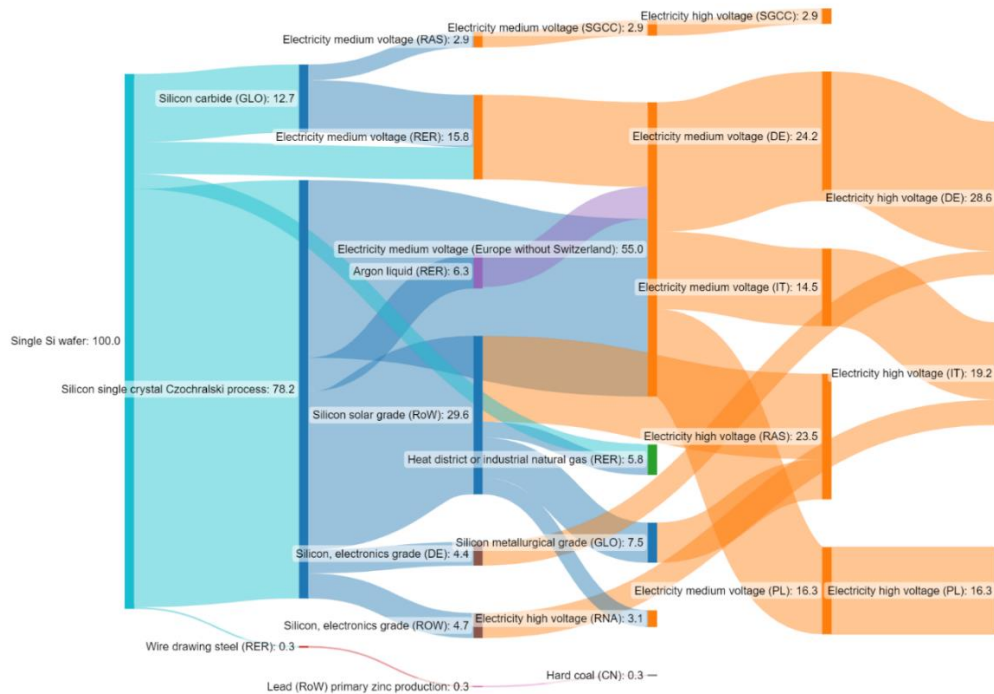 Electricity high voltage (SGCC): 2.9
Electricity medium voltage (SGCC): 2.9
Electricity medium voltage (RAS): 2.9
Silicon carbide (GLO): 12.7
Electricity medium voltage (RER): 15.8
Electricity medium voltage (DE): 24.2
Electricity high voltage (DE): 28.6
Electricity medium voltage (Europe without Switzerland): 55.0
Argon liquid (RER): 6.3
Electricity medium voltage (IT): 14.5
Single Si wafer: 100.0
Electricity high voltage (IT): 19.2
Silicon single crystal Czochralski process: 78.2
Silicon solar grade (RoW): 29.6
Electricity high voltage (RAS): 23.5
Heat district or industrial natural gas (RER): 5.8
Silicon metallurgical grade (GLO): 7.5
Silicon, electronics grade (DE): 4.4
Electricity medium voltage (PL): 16.3
Electricity high voltage (PL): 16.3
Electricity high voltage (RNA): 3.1
Silicon, electronics grade (ROW): 4.7
Wire drawing steel (RER): 0.3
Hard coal (CN): 0.3
Lead (RoW) primary zinc production: 0.3